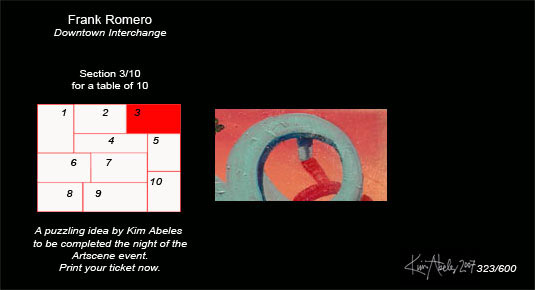 Frank Romero
Downtown Interchange
Section 3/10
for a table of 10
1 2 3
4 5
6 7
10
8 9
A puzzling idea by Kim Abeles
to be completed the night of the
Artscene event.
Print your ticket now.
Kim Abeles 2007 323/600